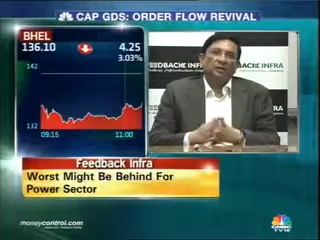 CAP GDS: ORDER FLOW REVIVAL
BHEL
136.10
4.25
3.03%
142
132
09:15
11:00
FEEDBACK INFRA
Feedback Infra
Worst Might Be Behind For
Power Sector
moneycontrol.com
CNBC
TV18